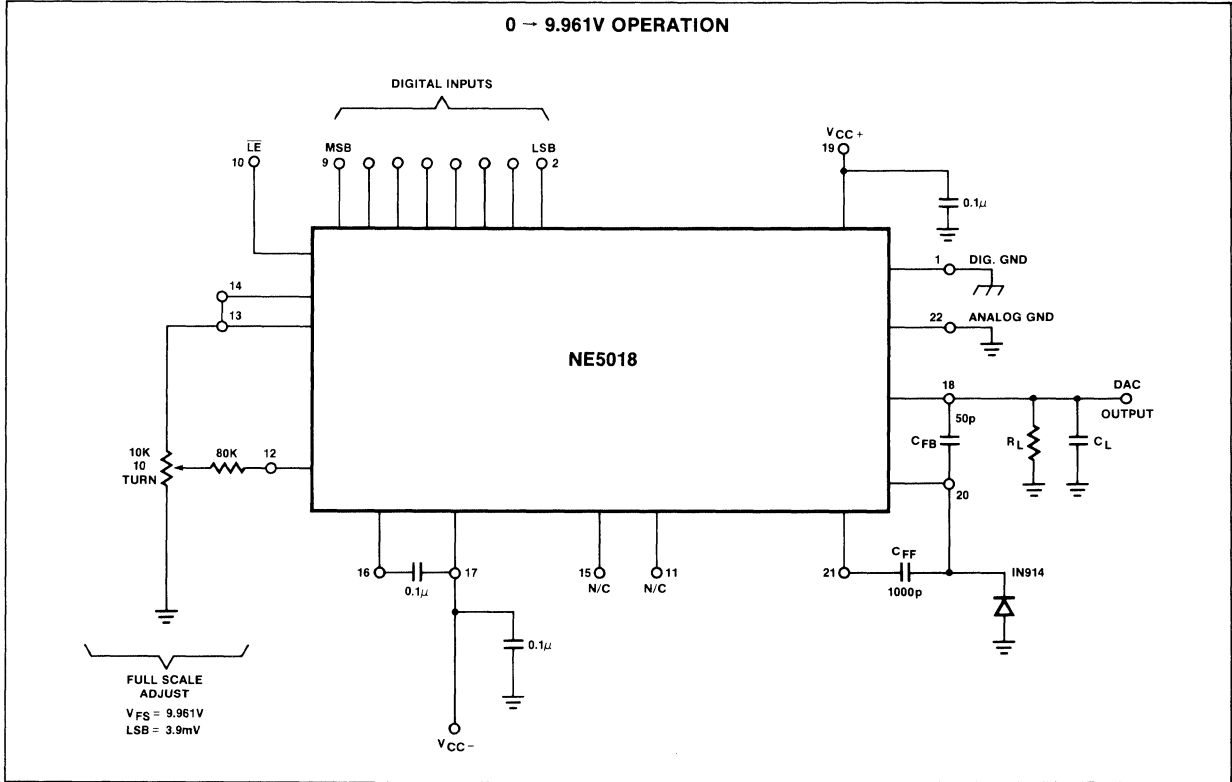 0 → 9.961V OPERATION
DIGITAL INPUTS
LE
10
MSB
9
LSB
2
VCC+
19
0.1µ
1
DIG. GND
14
13
22
ANALOG GND
NE5018
18
DAC
OUTPUT
50p
CFB
RL
CL
10K
10
TURN
80K
12
20
16
0.1µ
17
15
N/C
11
N/C
21
CFF
1000p
IN914
0.1µ
FULL SCALE
ADJUST
VFS = 9.961V
LSB = 3.9mV
VCC−